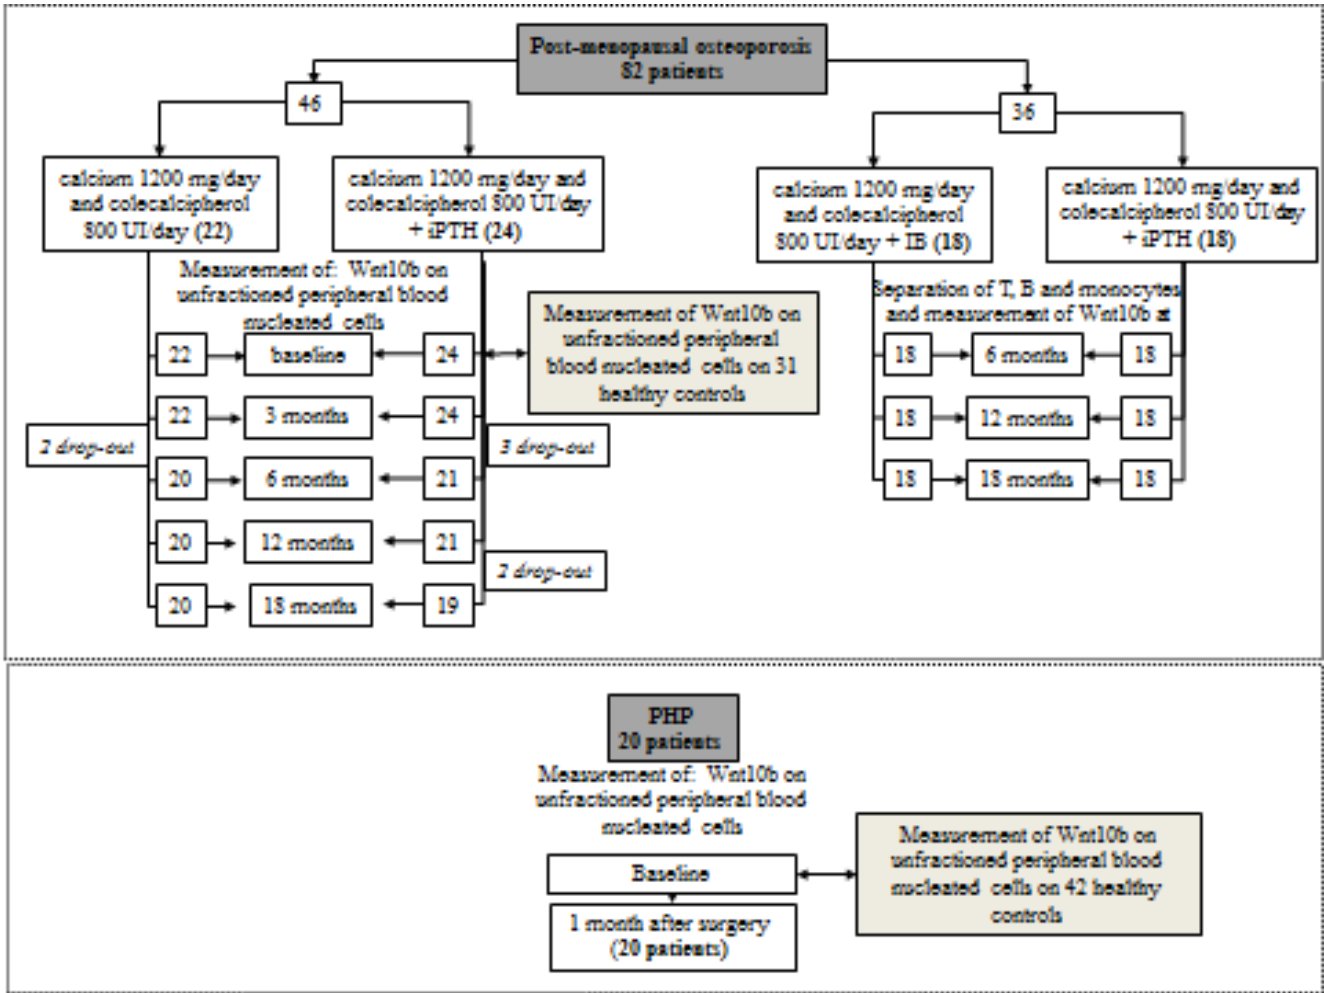 Post-menopausal osteoporosis
82 patients
46
36
calcium 1200 mg/day
and colecalcipherol
800 UI/day (22)
calcium 1200 mg/day and
colecalcipherol 800 UI/day
+ iPTH (24)
calcium 1200 mg/day
and colecalcipherol
800 UI/day + IB (18)
calcium 1200 mg/day and
colecalcipherol 800 UI/day
+ iPTH (18)
Measurement of: Wnt10b on
unfractioned peripheral blood
nucleated cells
Separation of T, B and monocytes
and measurement of Wnt10b at
Measurement of Wnt10b on
unfractioned peripheral
blood nucleated cells on 31
healthy controls
22 baseline 24
18 6 months 18
22 3 months 24
18 12 months 18
2 drop-out
3 drop-out
20 6 months 21
18 18 months 18
20 12 months 21
2 drop-out
20 18 months 19
PHP
20 patients
Measurement of: Wnt10b on
unfractioned peripheral blood
nucleated cells
Baseline
1 month after surgery
(20 patients)
Measurement of Wnt10b on
unfractioned peripheral blood
nucleated cells on 42 healthy
controls